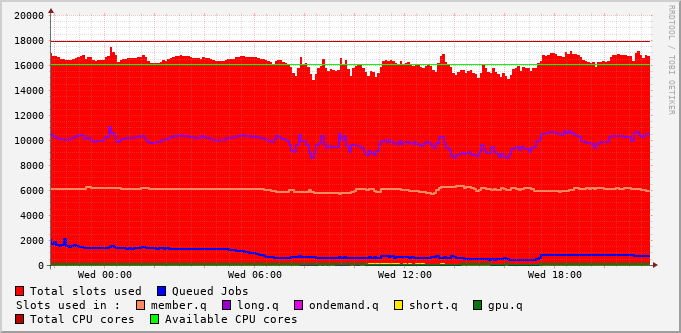 20000
18000
16000
14000
12000
10000
8000
6000
4000
2000
0
Wed 00:00 Wed 06:00 Wed 12:00 Wed 18:00
RRDTOOL / TOBI OETIKER
Total slots used Queued Jobs
Slots used in : member.q long.q ondemand.q short.q gpu.q
Total CPU cores Available CPU cores